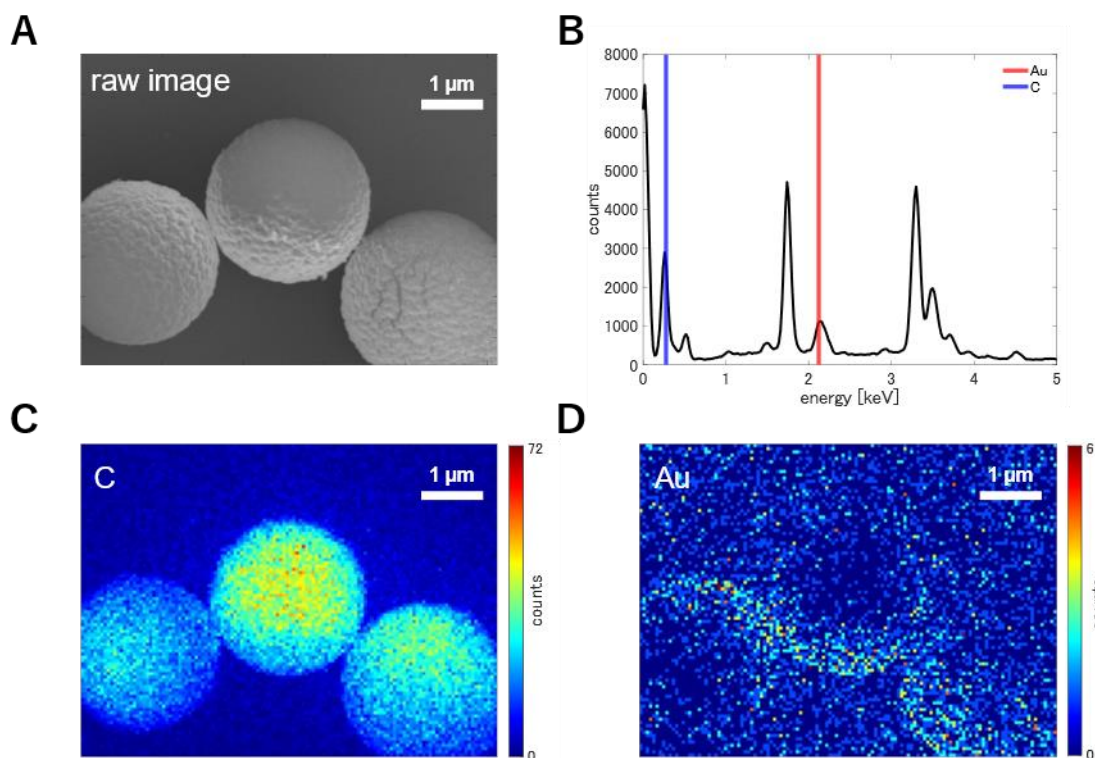 A
raw image
1 µm
B
8000
7000
6000
5000
4000
3000
2000
1000
0
counts
0 1 2 3 4 5
energy [keV]
Au
C
C
C
1 µm
72
counts
0
D
Au
1 µm
6
counts
0